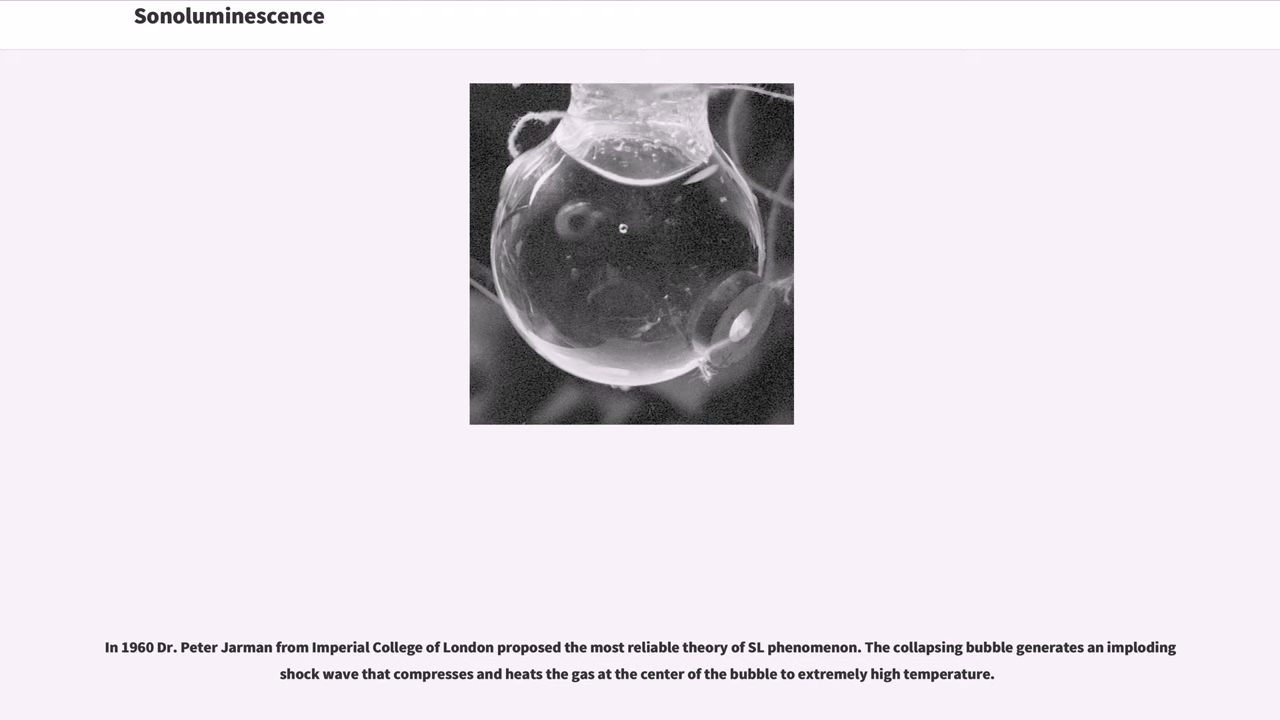 Sonoluminescence
In 1960 Dr. Peter Jarman from Imperial College of London proposed the most reliable theory of SL phenomenon. The collapsing bubble generates an imploding
shock wave that compresses and heats the gas at the center of the bubble to extremely high temperature.